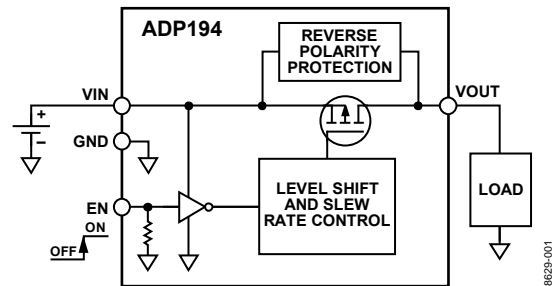 ADP194
REVERSE
POLARITY
PROTECTION
VIN
VOUT
+
–
GND
LEVEL SHIFT
AND SLEW
RATE CONTROL
LOAD
EN
ON
OFF
8629-001